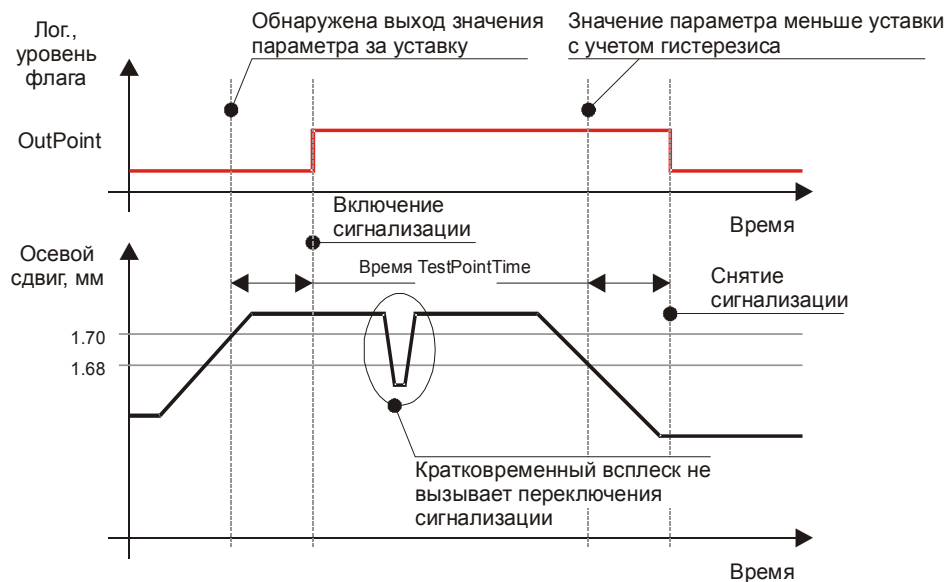 Лог.,
уровень
флага
Обнаружена выход значения
параметра за уставку
Значение параметра меньше уставки
с учетом гистерезиса
OutPoint
Время
Включение
сигнализации
Осевой
сдвиг, мм
Время TestPointTime
Снятие
сигнализации
1.70
1.68
Кратковременный всплеск не
вызывает переключения
сигнализации
Время